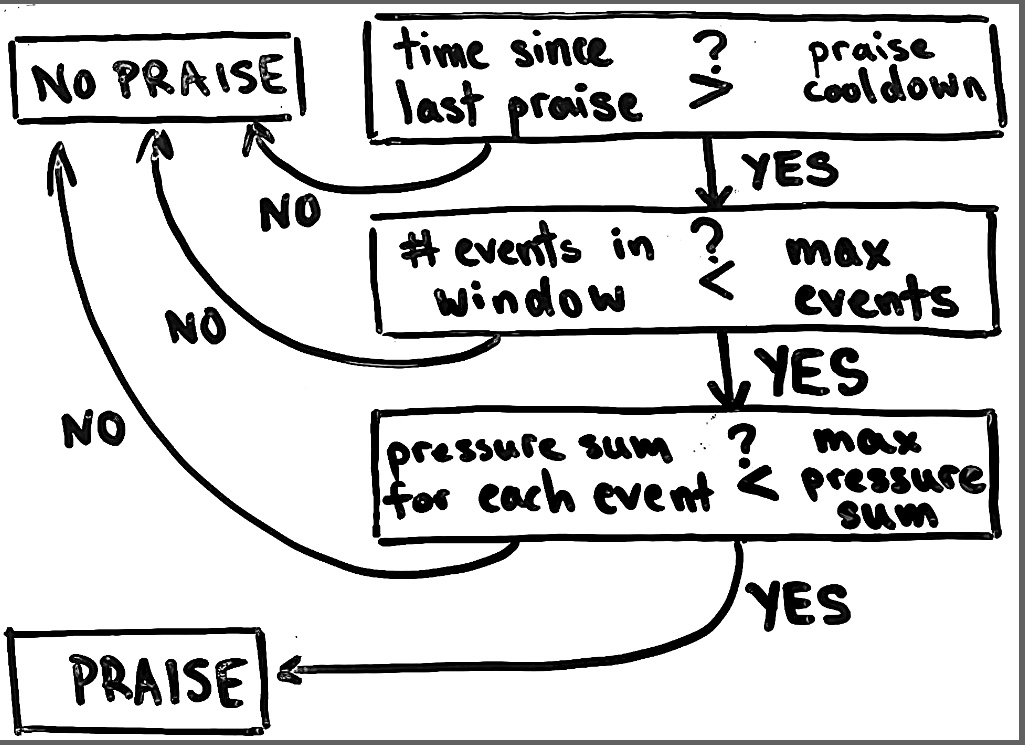 NO PRAISE
time since ? praise
last praise > cooldown
YES
NO
# events in ? max
window < events
NO
YES
NO
pressure sum ? max
for each event < pressure
sum
YES
PRAISE